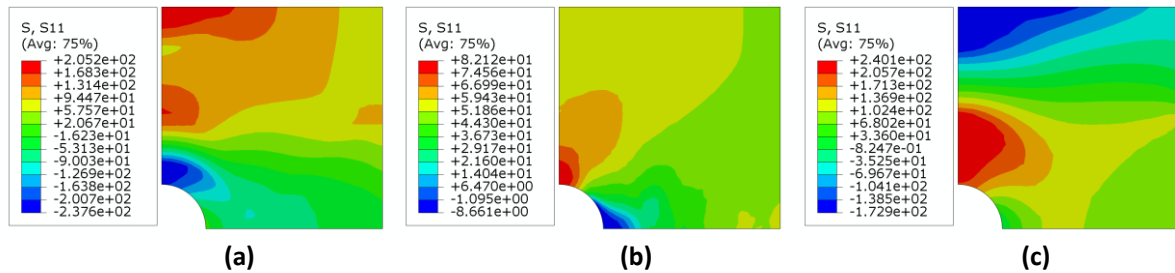 S, S11
(Avg: 75%)
+2.052e+02
+1.683e+02
+1.314e+02
+9.447e+01
+5.757e+01
+2.067e+01
-1.623e+01
-5.313e+01
-9.003e+01
-1.269e+02
-1.638e+02
-2.007e+02
-2.376e+02
(a)
S, S11
(Avg: 75%)
+8.212e+01
+7.456e+01
+6.699e+01
+5.943e+01
+5.186e+01
+4.430e+01
+3.673e+01
+2.917e+01
+2.160e+01
+1.404e+01
+6.470e+00
-1.095e+00
-8.661e+00
(b)
S, S11
(Avg: 75%)
+2.401e+02
+2.057e+02
+1.713e+02
+1.369e+02
+1.024e+02
+6.802e+01
+3.360e+01
-8.247e-01
-3.525e+01
-6.967e+01
-1.041e+02
-1.385e+02
-1.729e+02
(c)